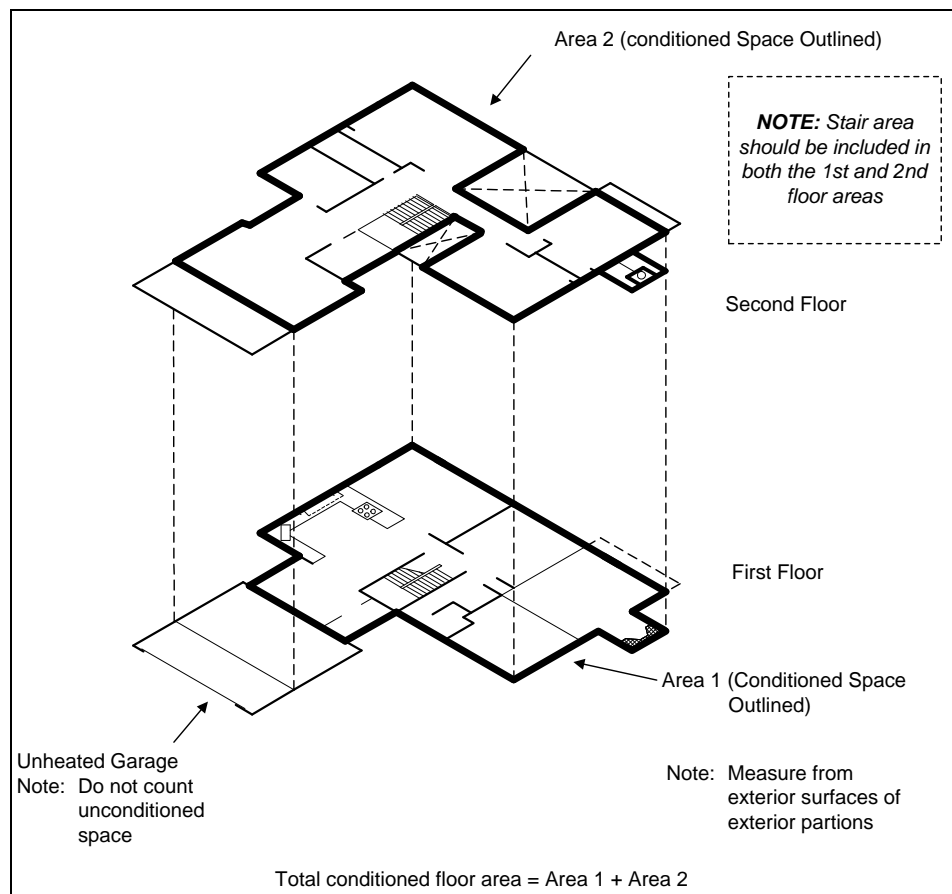 Area 2 (conditioned Space Outlined)
NOTE: Stair area
should be included in
both the 1st and 2nd
floor areas
Second Floor
First Floor
Area 1 (Conditioned Space
Outlined)
Unheated Garage
Note: Do not count
unconditioned
space
Note: Measure from
exterior surfaces of
exterior partions
Total conditioned floor area = Area 1 + Area 2